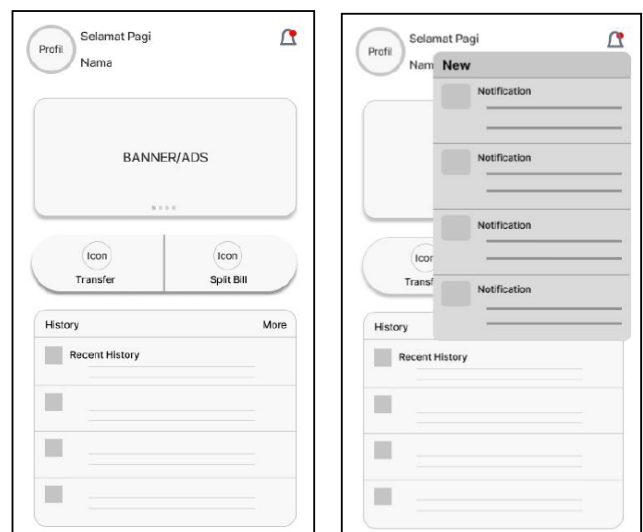 Profil
Selamat Pagi
Nama
BANNER/ADS
Icon
Transfer
Icon
Split Bill
History
More
Recent History
Profil
Selamat Pagi
Nam
New
Notification
Notification
Notification
Notification
Icon
Transf
History
Recent History